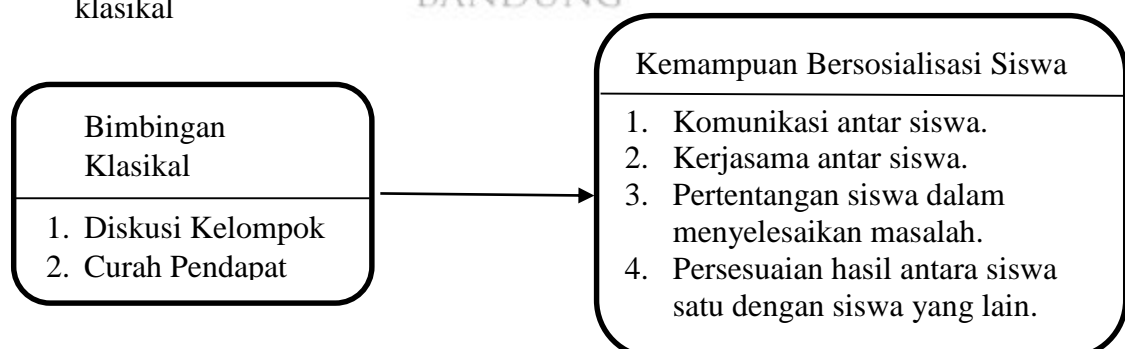 klasikal
BANDUNG
Kemampuan Bersosialisasi Siswa
Bimbingan
Klasikal
1. Diskusi Kelompok
2. Curah Pendapat
1. Komunikasi antar siswa.
2. Kerjasama antar siswa.
3. Pertentangan siswa dalam
menyelesaikan masalah.
4. Persesuaian hasil antara siswa
satu dengan siswa yang lain.